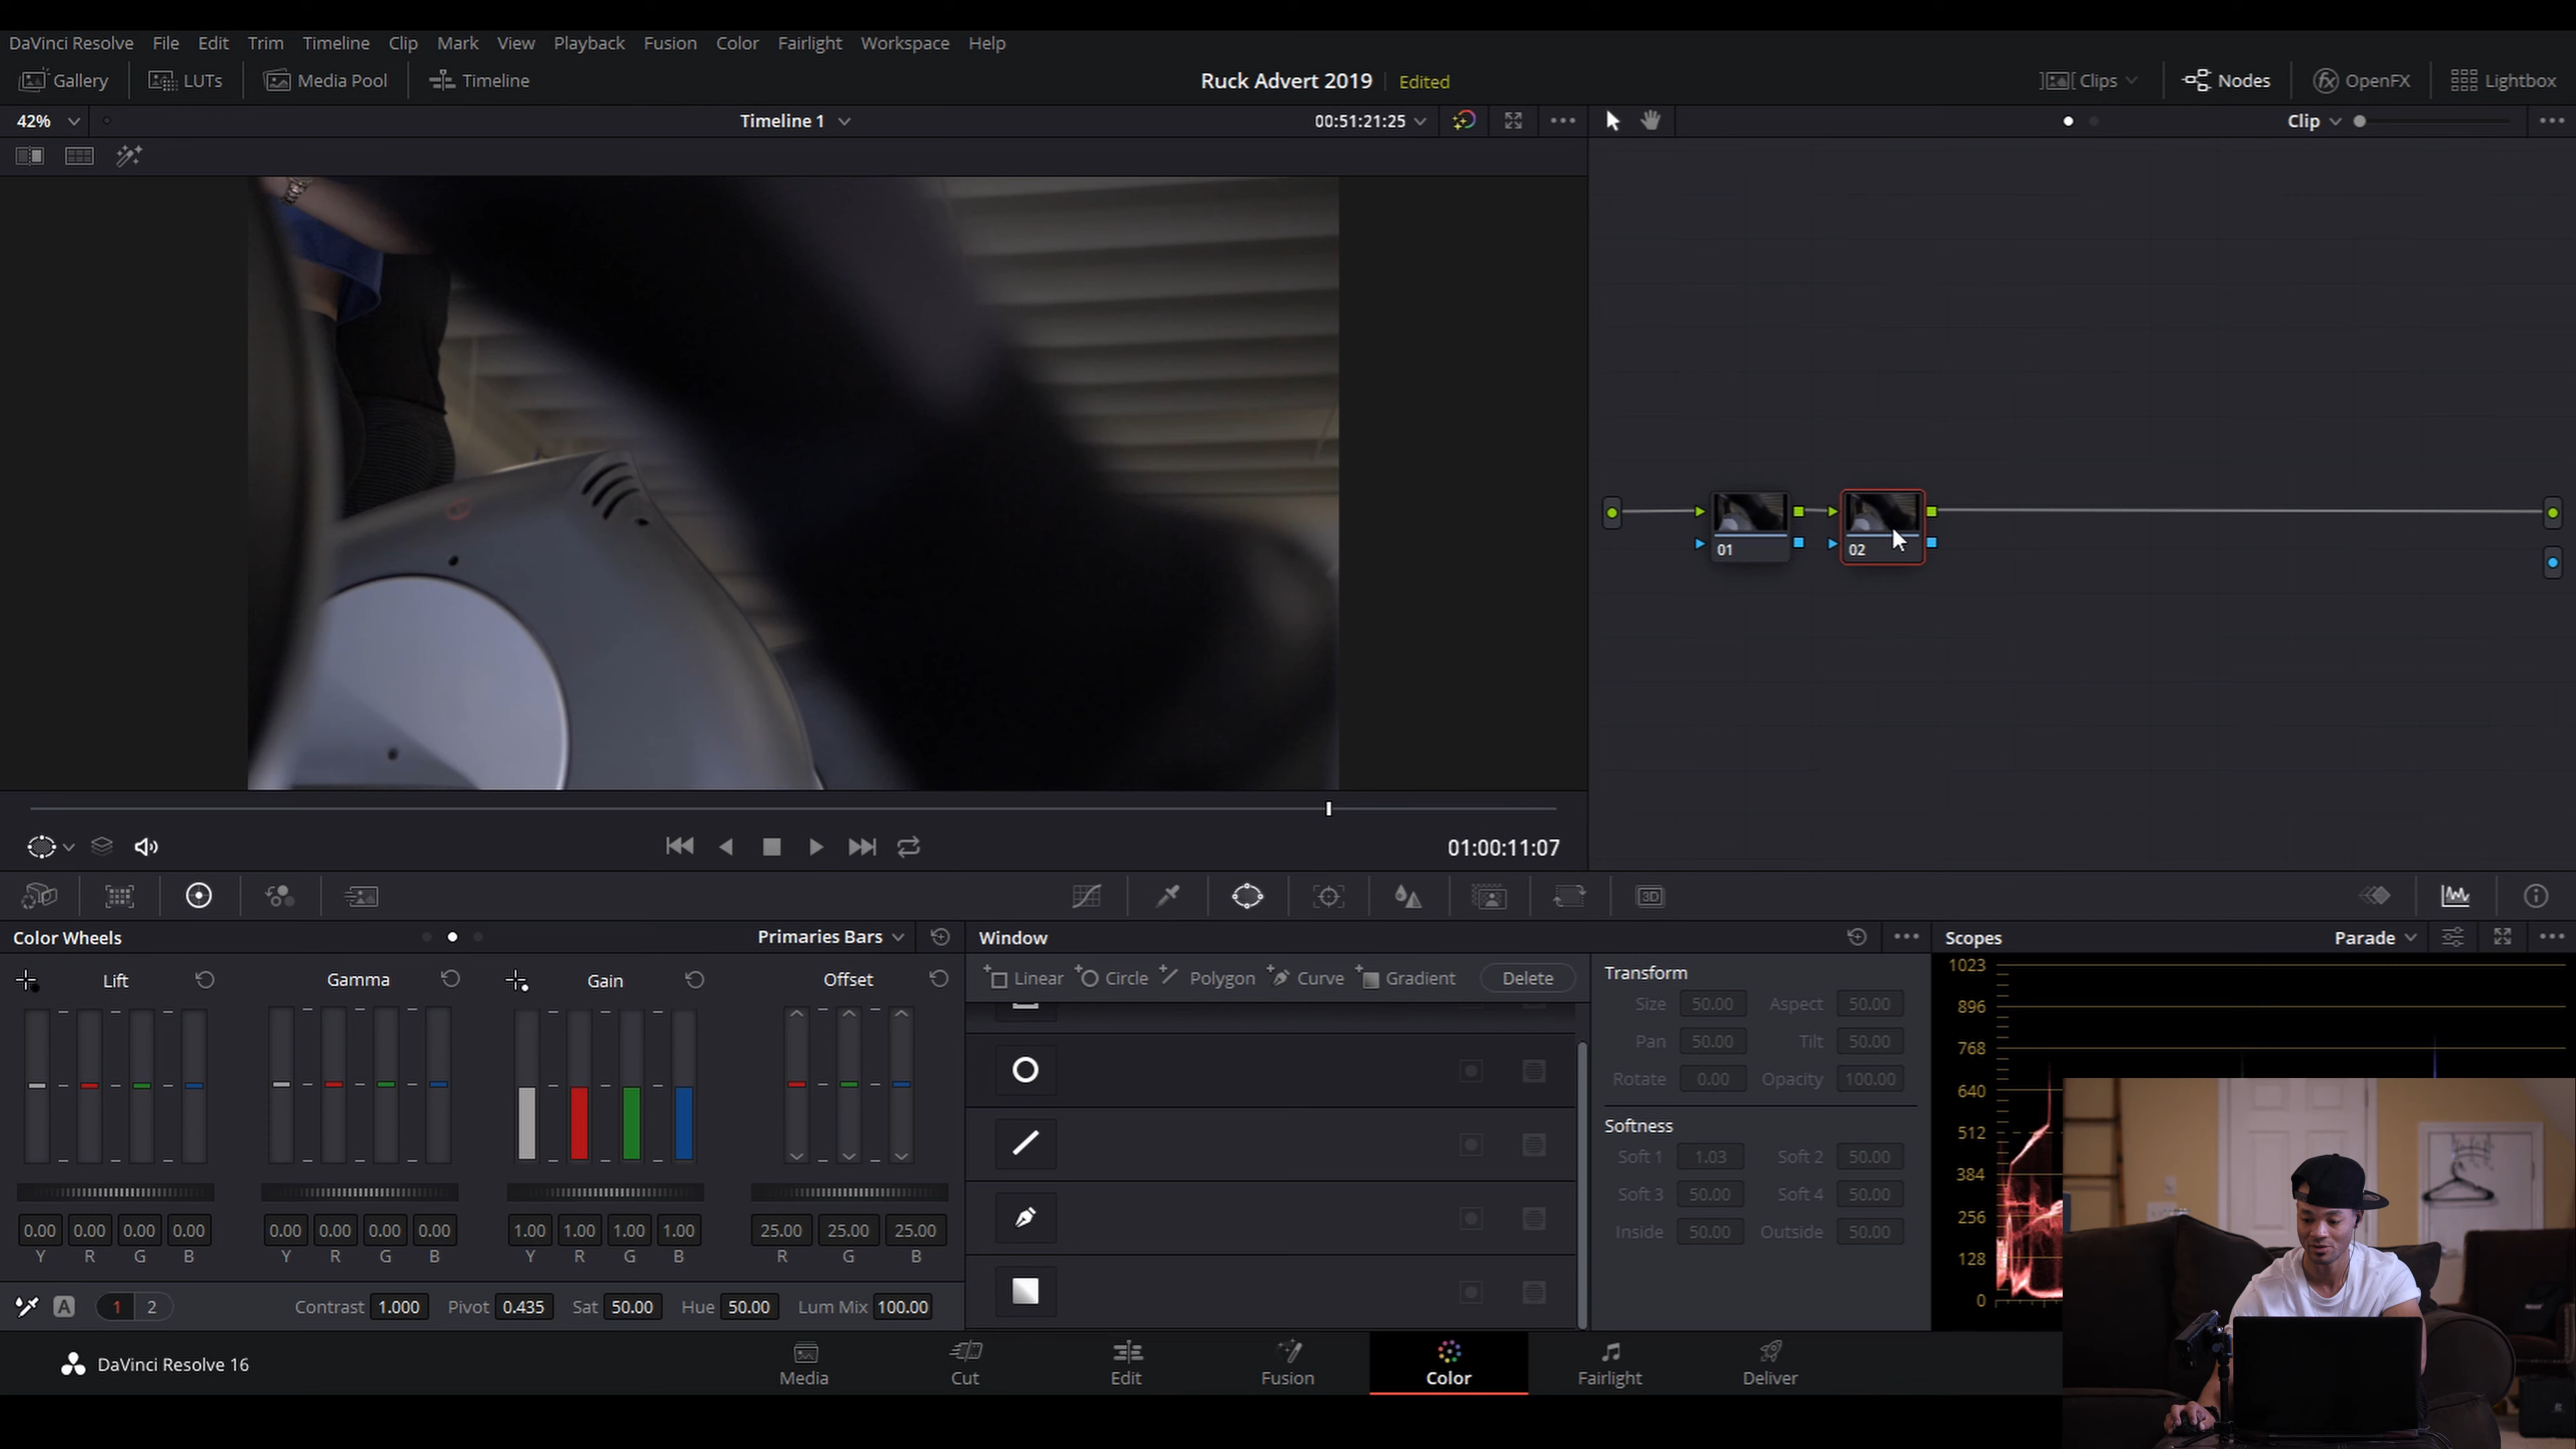 DaVinci Resolve File Edit Trim Timeline Clip Mark View Playback Fusion Color Fairlight Workspace Help
Gallery LUTs Media Pool Timeline Ruck Advert 2019 Edited Clips Nodes OpenFX Lightbox
42% Timeline 1 00:51:21:25 Clip
01 02
01:00:11:07
3D
Color Wheels Primaries Bars Window Scopes Parade
Lift Gamma Gain Offset
Linear Circle Polygon Curve Gradient Delete
Transform
Size 50.00 Aspect 50.00
Pan 50.00 Tilt 50.00
Rotate 0.00 Opacity 100.00
Softness
Soft 1 1.03 Soft 2 50.00
Soft 3 50.00 Soft 4 50.00
Inside 50.00 Outside 50.00
1023
896
768
640
512
384
256
128
0
0.00 0.00 0.00 0.00 0.00 0.00 0.00 0.00 1.00 1.00 1.00 1.00 25.00 25.00 25.00
Y R G B Y R G B Y R G B R G B
A 1 2 Contrast 1.000 Pivot 0.435 Sat 50.00 Hue 50.00 Lum Mix 100.00
DaVinci Resolve 16 Media Cut Edit Fusion Color Fairlight Deliver